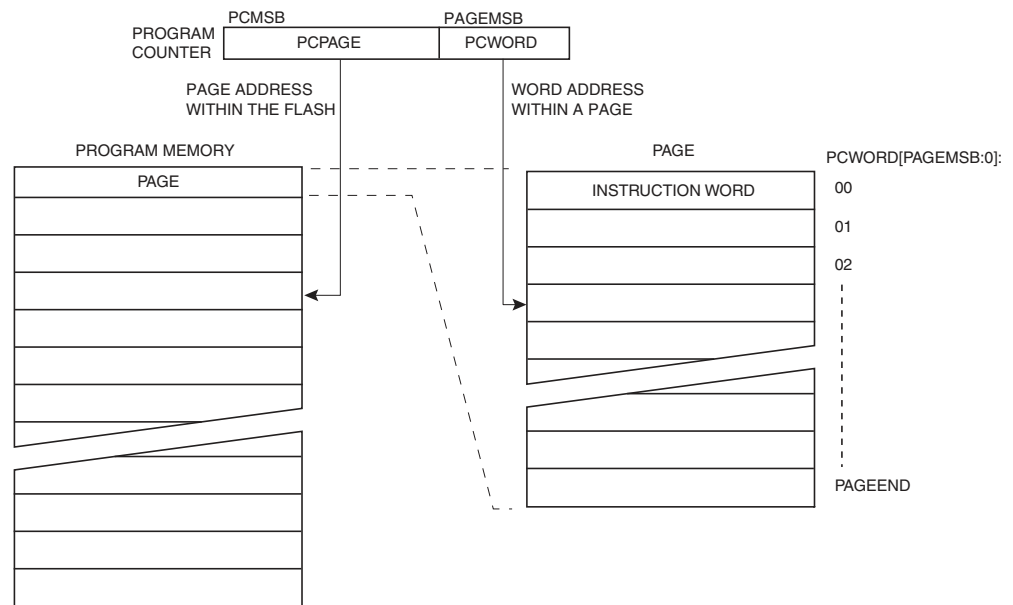 PCMSB PAGEMSB
PROGRAM
COUNTER
PCPAGE PCWORD
PAGE ADDRESS
WITHIN THE FLASH
WORD ADDRESS
WITHIN A PAGE
PROGRAM MEMORY
PAGE
PAGE
PCWORD[PAGEMSB:0]:
INSTRUCTION WORD
00
01
02
PAGEEND